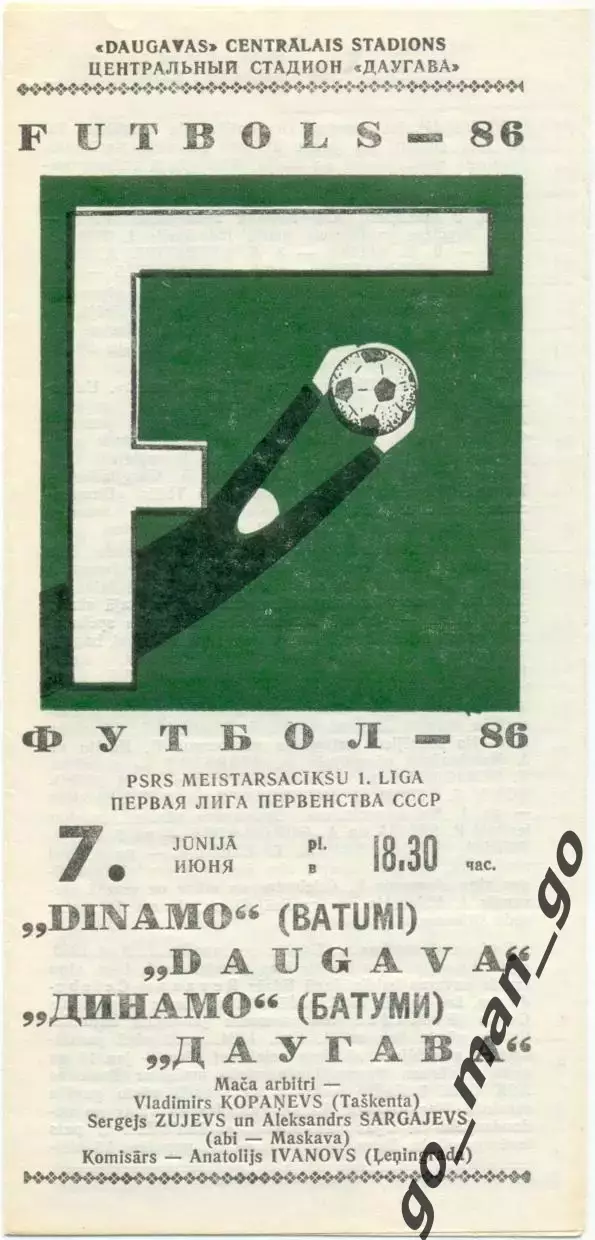 «DAUGAVAS» CENTRĀLAIS STADIONS
ЦЕНТРАЛЬНЫЙ СТАДИОН «ДАУГАВА»
FUTBOLS — 86
ФУТБОЛ — 86
PSRS MEISTARSACĪKŠU 1. LĪGA
ПЕРВАЯ ЛИГА ПЕРВЕНСТВА СССР
7. JŪNIJĀ pl. 18.30
ИЮНЯ в час.
„DINAMO“ (BATUMI)
„DAUGAVA“
„ДИНАМО“ (БАТУМИ)
„ДАУГАВА“
Mača arbitri —
Vladimirs KOPAŅEVS (Taškenta)
Sergejs ZUJEVS un Aleksandrs SARGAJEVS
(abi — Maskava)
Komisārs — Anatolijs IVANOVS (Ļeņingrada)
go_man_go